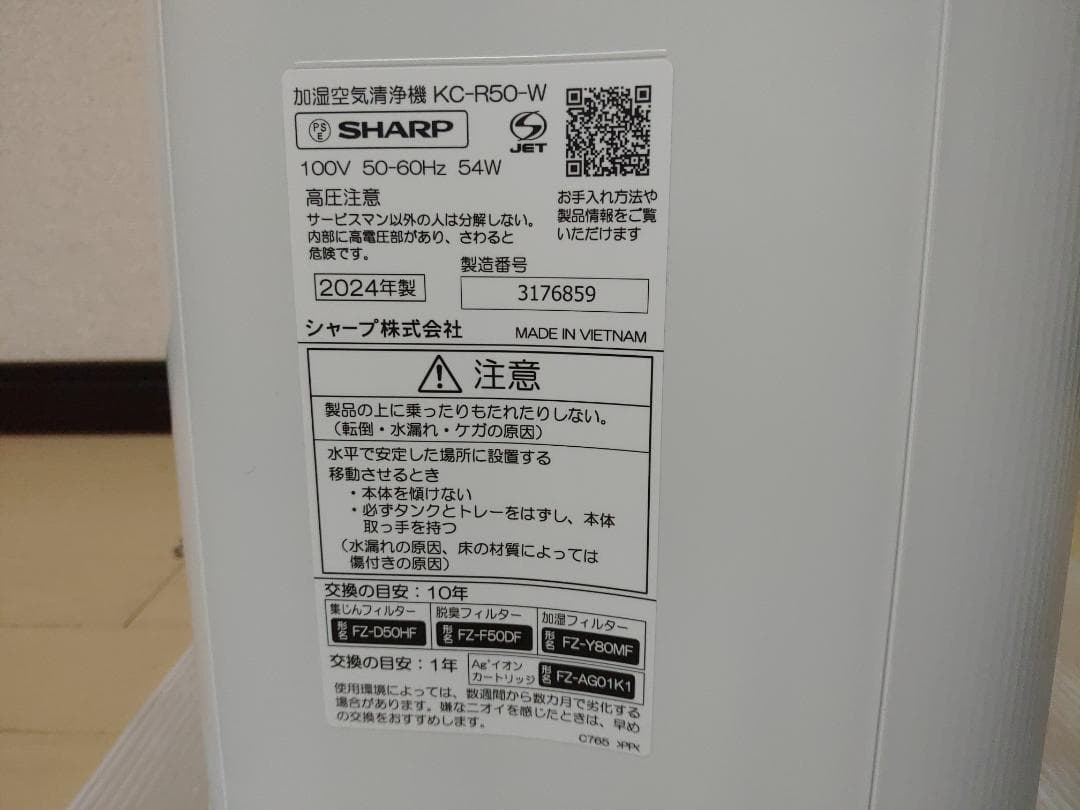 加湿空気清浄機 KC-R50-W
PSE SHARP
JET
100V 50-60Hz 54W
高圧注意
サービスマン以外の人は分解しない。
内部に高電圧部があり、さわると
危険です。
お手入れ方法や
製品情報をご覧
いただけます
2024年製
製造番号
3176859
シャープ株式会社
MADE IN VIETNAM
注意
製品の上に乗ったりもたれたりしない。
（転倒・水漏れ・ケガの原因）
水平で安定した場所に設置する
移動させるとき
・本体を傾けない
・必ずタンクとトレーをはずし、本体
取っ手を持つ
（水漏れの原因、床の材質によっては
傷付きの原因）
交換の目安：10年
集じんフィルター
形名 FZ-D50HF
脱臭フィルター
形名 FZ-F50DF
加湿フィルター
形名 FZ-Y80MF
交換の目安：1年
Ag⁺イオン
カートリッジ
形名 FZ-AG01K1
使用環境によっては、数週間から数カ月で劣化する
場合があります。嫌なニオイを感じたときは、早め
の交換をおすすめします。
C765 >PP<